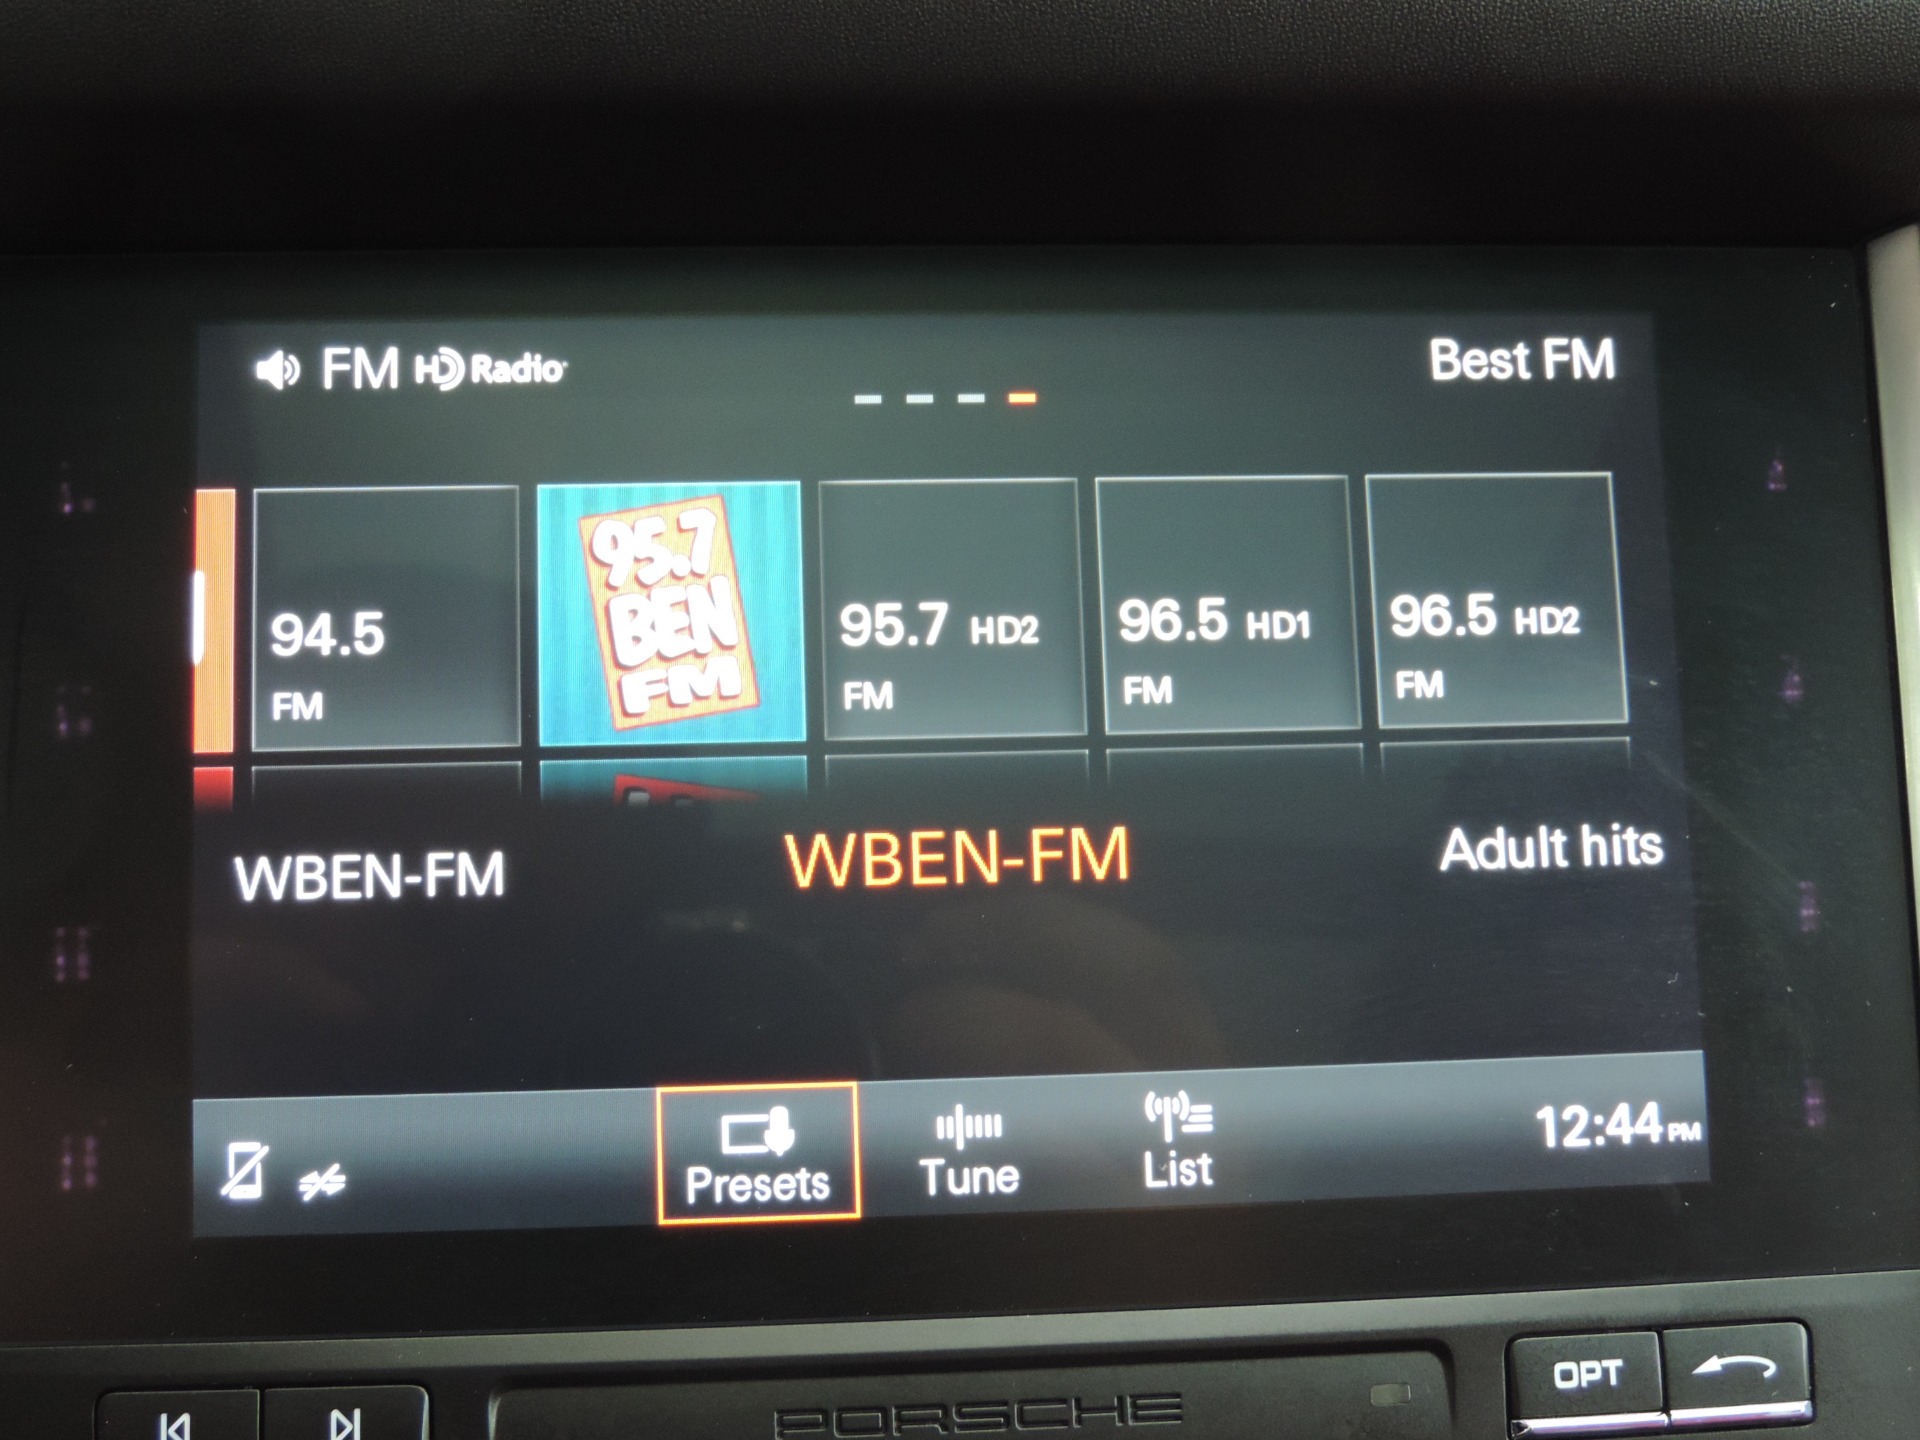 FM HD Radio
Best FM
94.5
FM
95.7
BEN
FM
95.7 HD2
FM
96.5 HD1
FM
96.5 HD2
FM
WBEN-FM
WBEN-FM
Adult hits
Presets
Tune
List
12:44 PM
OPT
PORSCHE